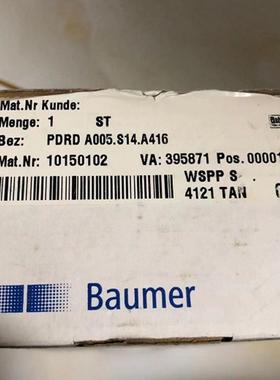 Mat.Nr Kunde:
Menge: 1 ST
Bez: PDRD A005.S14.A416
Mat.Nr: 10150102 VA: 395871 Pos.00001
WSPP S
4121 TAN
Baumer